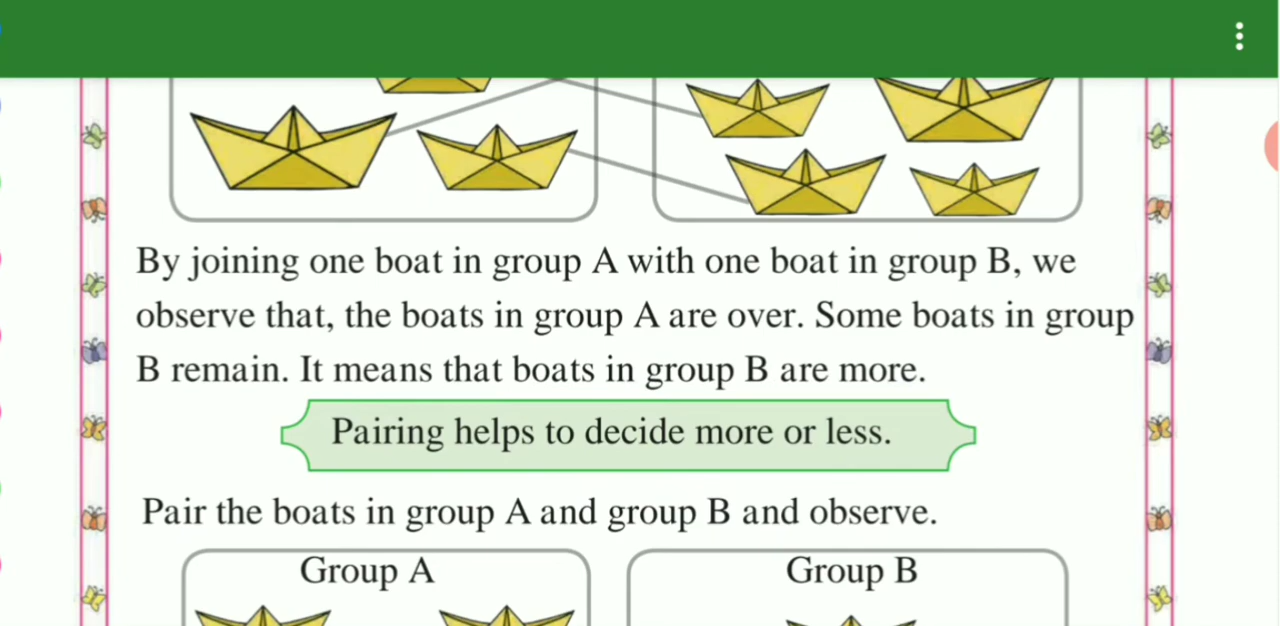 By joining one boat in group A with one boat in group B, we
observe that, the boats in group A are over. Some boats in group
B remain. It means that boats in group B are more.
Pairing helps to decide more or less.
Pair the boats in group A and group B and observe.
Group A
Group B